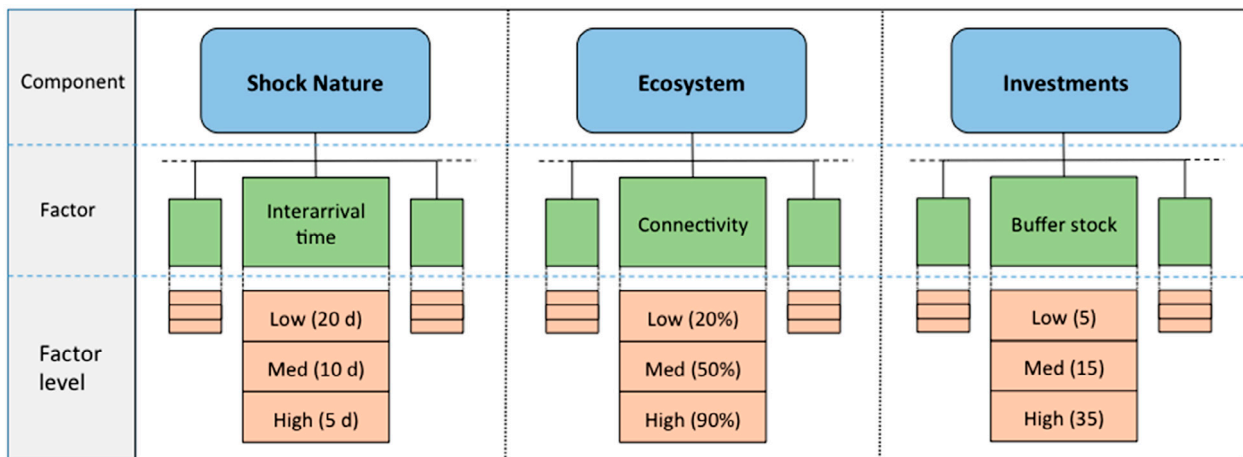 Component
Shock Nature
Ecosystem
Investments
Factor
Interarrival
time
Connectivity
Buffer stock
Factor
level
Low (20 d)
Med (10 d)
High (5 d)
Low (20%)
Med (50%)
High (90%)
Low (5)
Med (15)
High (35)